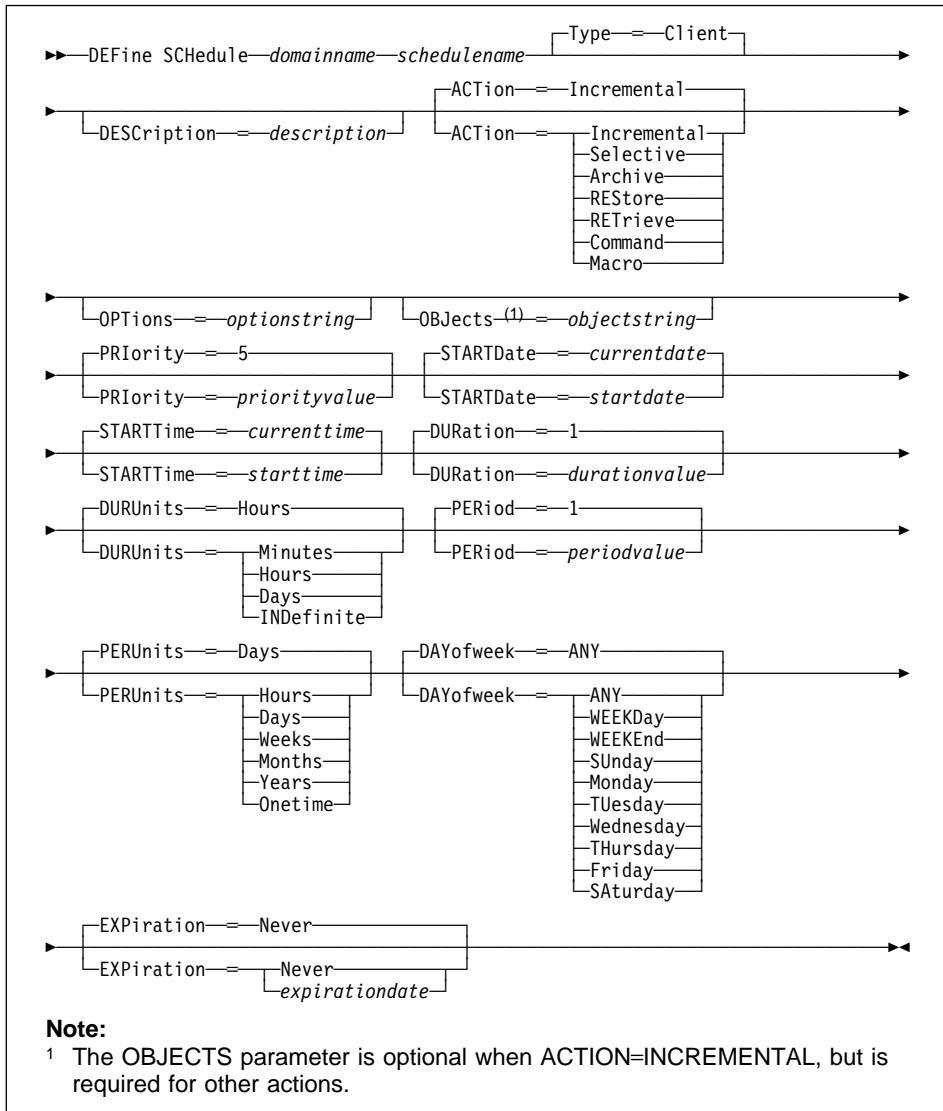 Type = Client
DEFine SCHedule domainname schedulename
ACTion = Incremental
DESCription = description ACTion = Incremental
Selective
Archive
REStore
RETrieve
Command
Macro
OPTions = optionstring OBJects (1) = objectstring
PRIority = 5 STARTDate = currentdate
PRIority = priorityvalue STARTDate = startdate
STARTTime = currenttime DURation = 1
STARTTime = starttime DURation = durationvalue
DURUnits = Hours PERiod = 1
DURUnits = Minutes PERiod = periodvalue
Hours
Days
INDefinite
PERUnits = Days DAYofweek = ANY
PERUnits = Hours DAYofweek = ANY
Days WEEKDay
Weeks WEEKEnd
Months SUnday
Years Monday
Onetime TUesday
Wednesday
THursday
Friday
SAturday
EXPiration = Never
EXPiration = Never
expirationdate
Note:
1 The OBJECTS parameter is optional when ACTION=INCREMENTAL, but is
required for other actions.